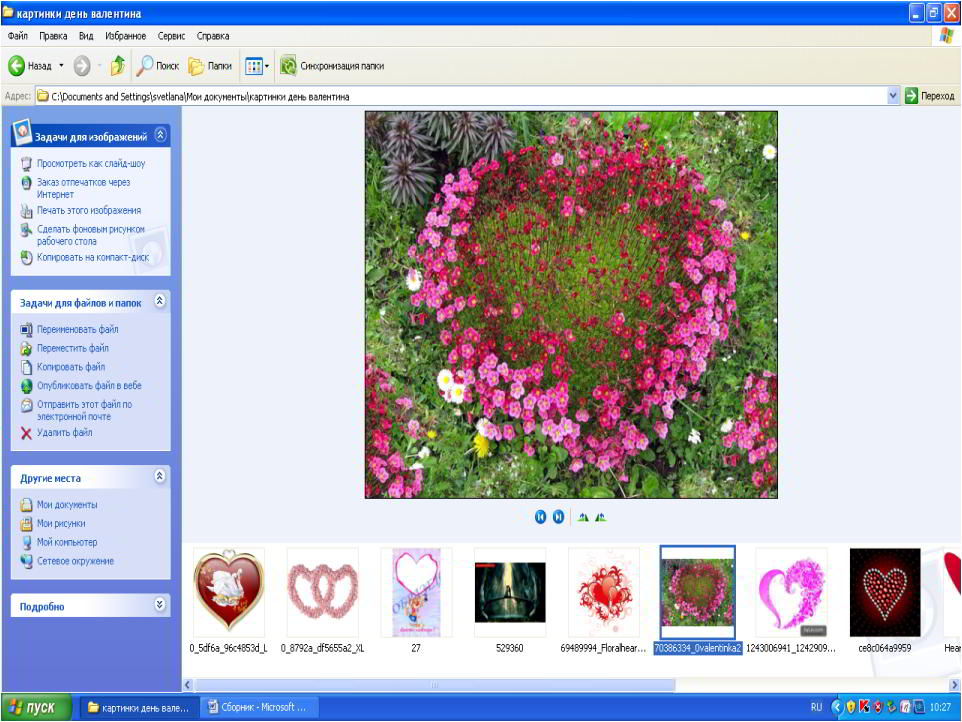 картинки день валентина
Файл Правка Вид Избранное Сервис Справка
Назад Поиск Папки Синхронизация папки
Адрес: C:\Documents and Settings\svetlana\Мои документы\картинки день валентина Переход
Задачи для изображений
Просмотреть как слайд-шоу
Заказ отпечатков через
Интернет
Печать этого изображения
Сделать фоновым рисунком
рабочего стола
Копировать на компакт-диск
Задачи для файлов и папок
Переименовать файл
Переместить файл
Копировать файл
Опубликовать файл в вебе
Отправить этот файл по
электронной почте
Удалить файл
Другие места
Мои документы
Мои рисунки
Мой компьютер
Сетевое окружение
Подробно
0_5df6a_96c4853d_L 0_8792a_df5655a2_XL 27 529360 69489994_Floralhear... 70386334_0valentinka2 1243006941_1242909... ce8c064a9959 Hear
пуск картинки день вале... Сборник - Microsoft ... RU 10:27